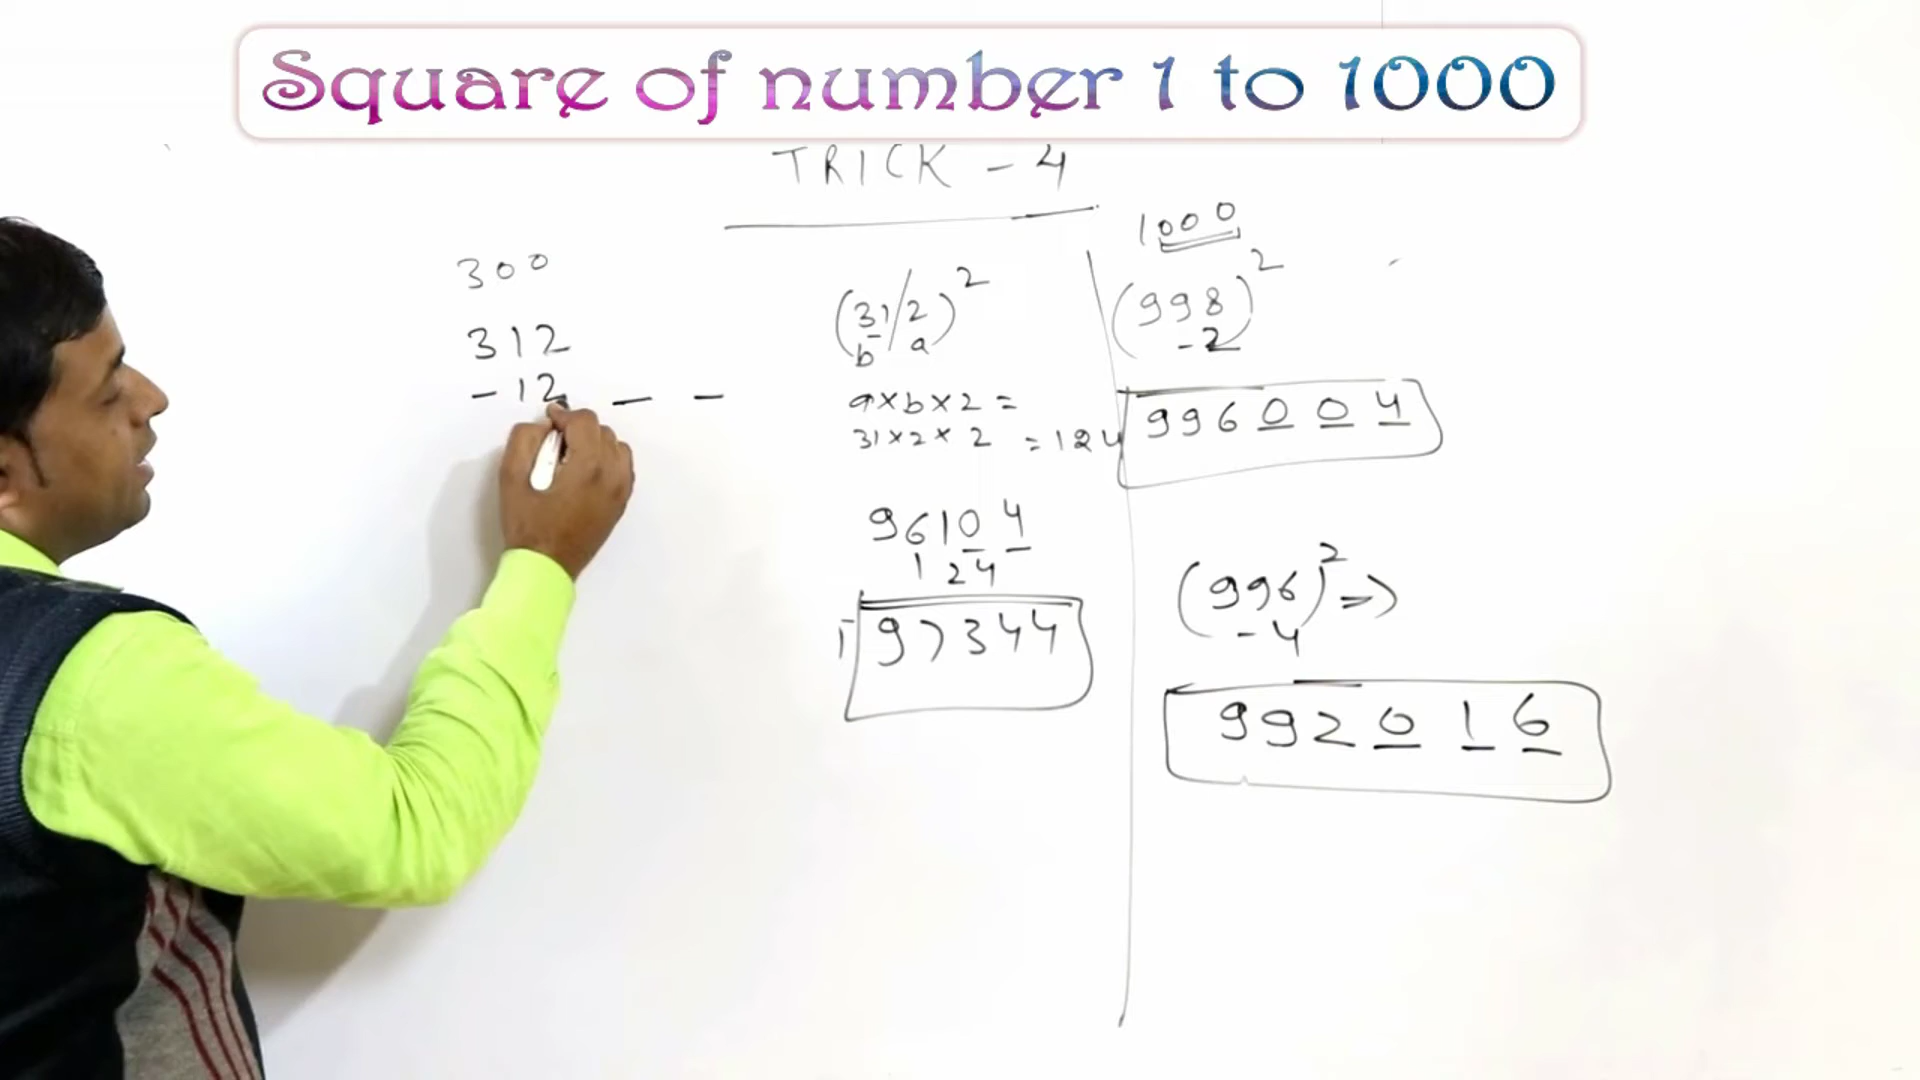 Square of number 1 to 1000
TRICK - 4
300
312
- 12 _ _
(31/2)²
b a
a×b×2 =
31×2×2 = 124
96104
124
97344
1000
(998)²
-2
996004
(996)² =>
-4
992016